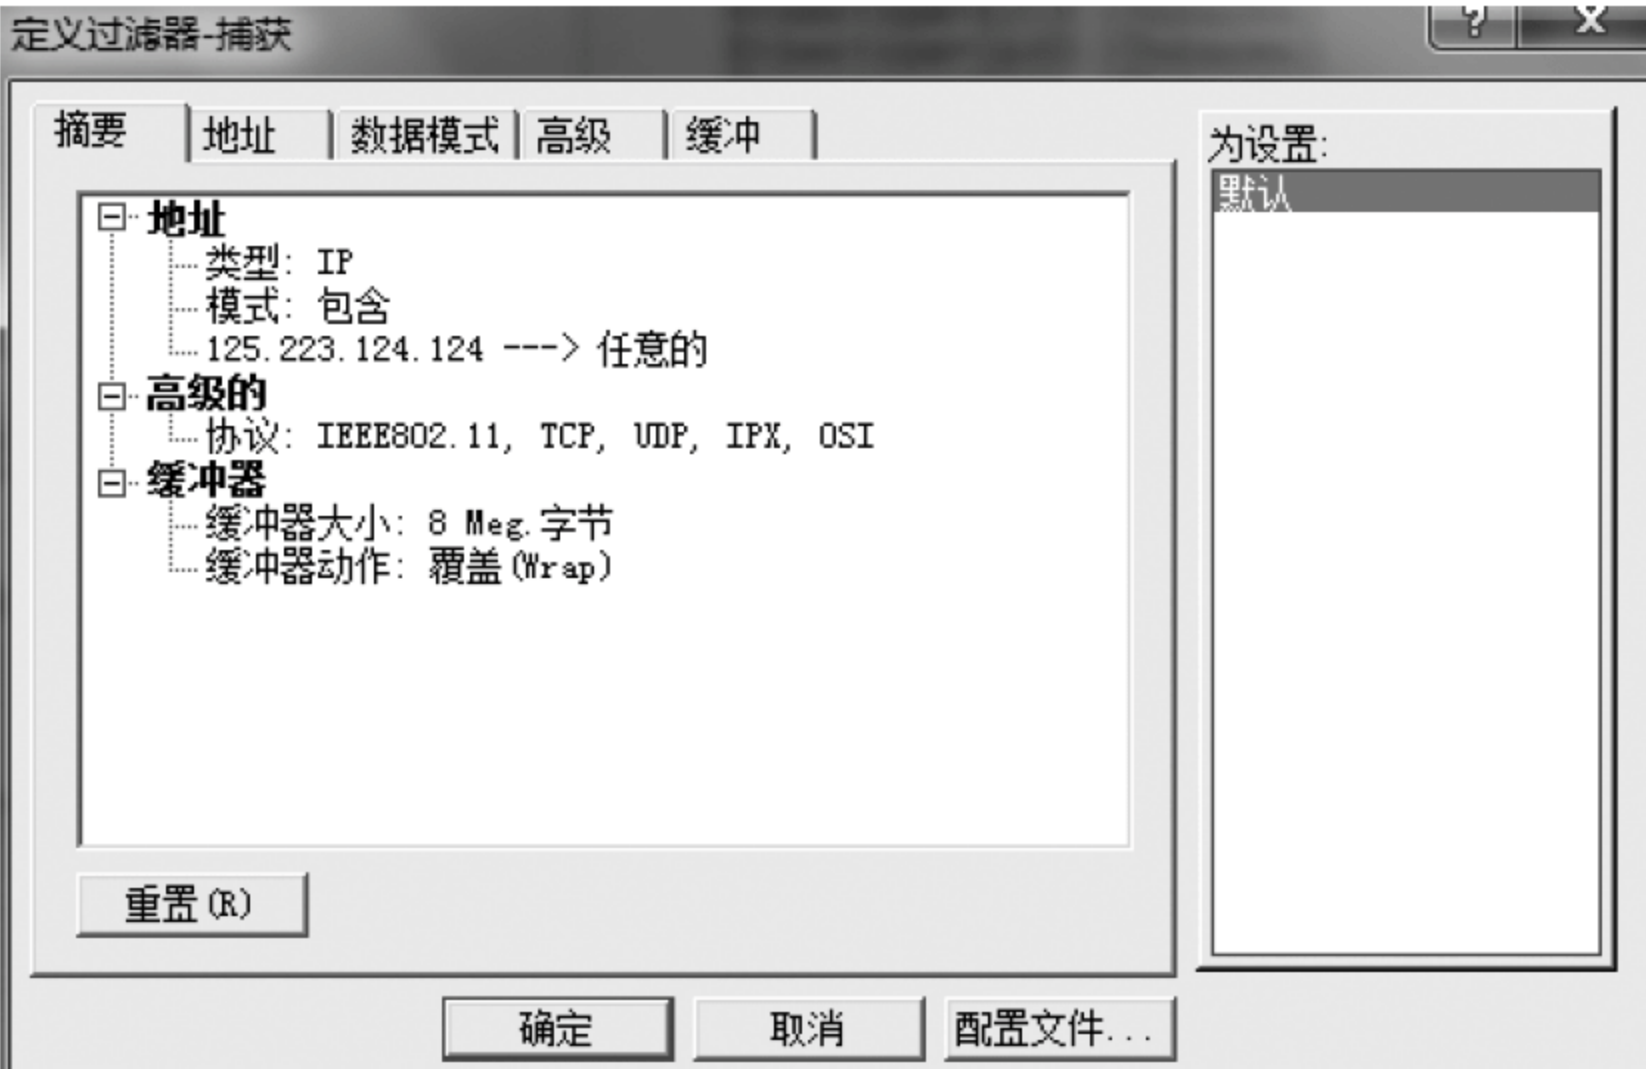 定义过滤器-捕获
摘要 地址 数据模式 高级 缓冲
为设置:
默认
地址
类型: IP
模式: 包含
125.223.124.124 ---> 任意的
高级的
协议: IEEE802.11, TCP, UDP, IPX, OSI
缓冲器
缓冲器大小: 8 Meg.字节
缓冲器动作: 覆盖(Wrap)
重置(R)
确定 取消 配置文件...